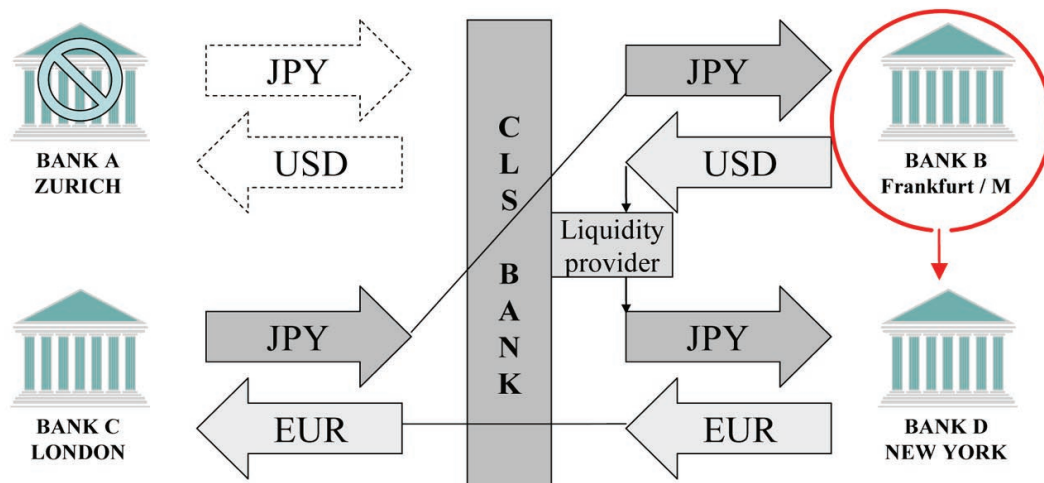 JPY
USD
BANK A
ZURICH
C
L
S
B
A
N
K
JPY
USD
BANK B
Frankfurt / M
Liquidity
provider
JPY
EUR
BANK C
LONDON
JPY
EUR
BANK D
NEW YORK